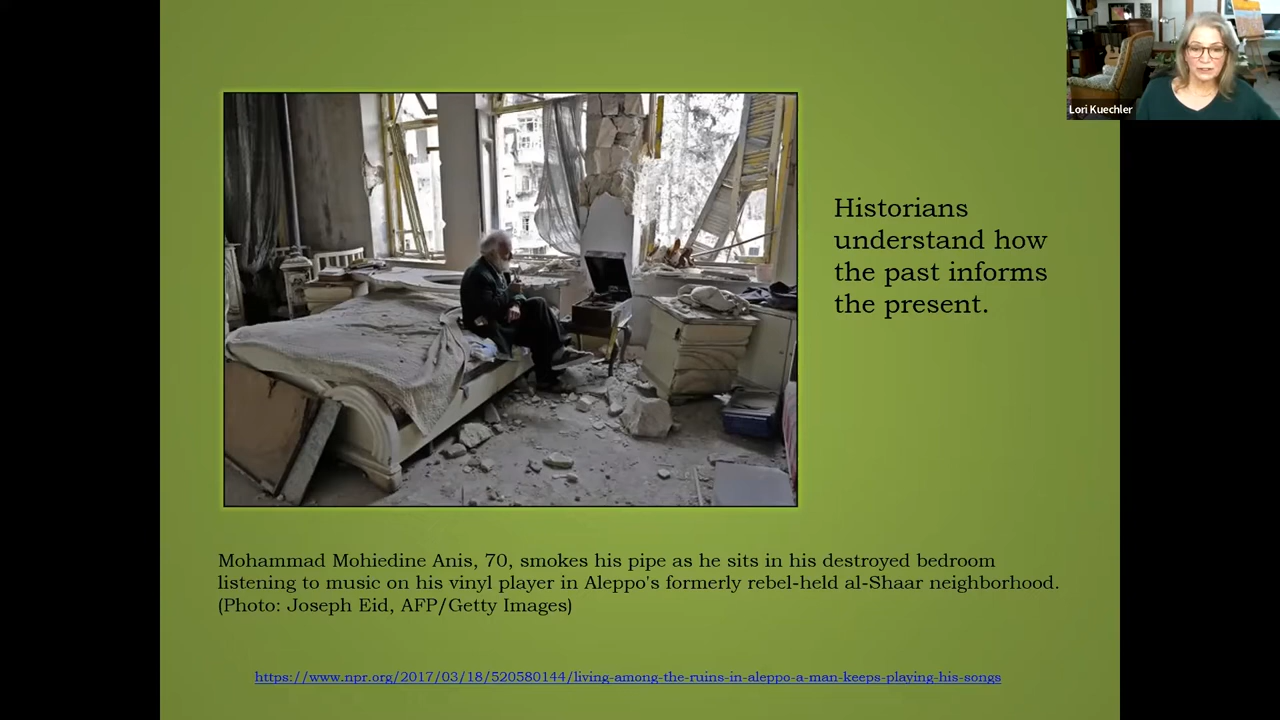 Lori Kuechler
Historians
understand how
the past informs
the present.
Mohammad Mohiedine Anis, 70, smokes his pipe as he sits in his destroyed bedroom
listening to music on his vinyl player in Aleppo's formerly rebel-held al-Shaar neighborhood.
(Photo: Joseph Eid, AFP/Getty Images)
https://www.npr.org/2017/03/18/520580144/living-among-the-ruins-in-aleppo-a-man-keeps-playing-his-songs